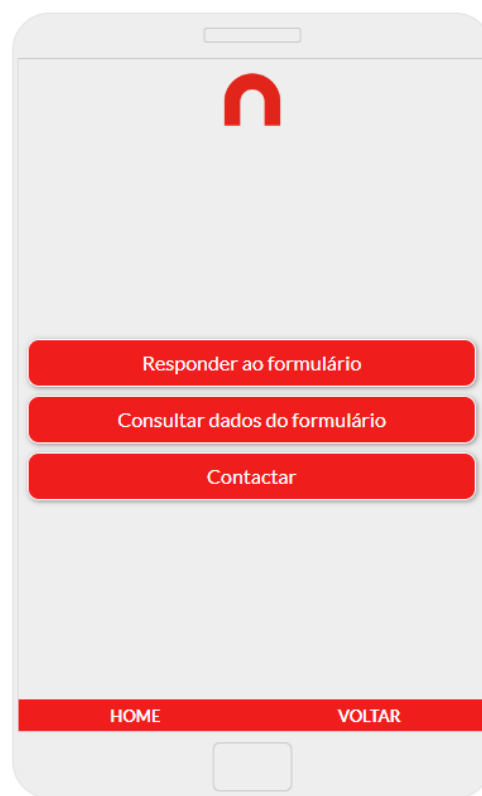 Responder ao formulário
Consultar dados do formulário
Contactar
HOME VOLTAR